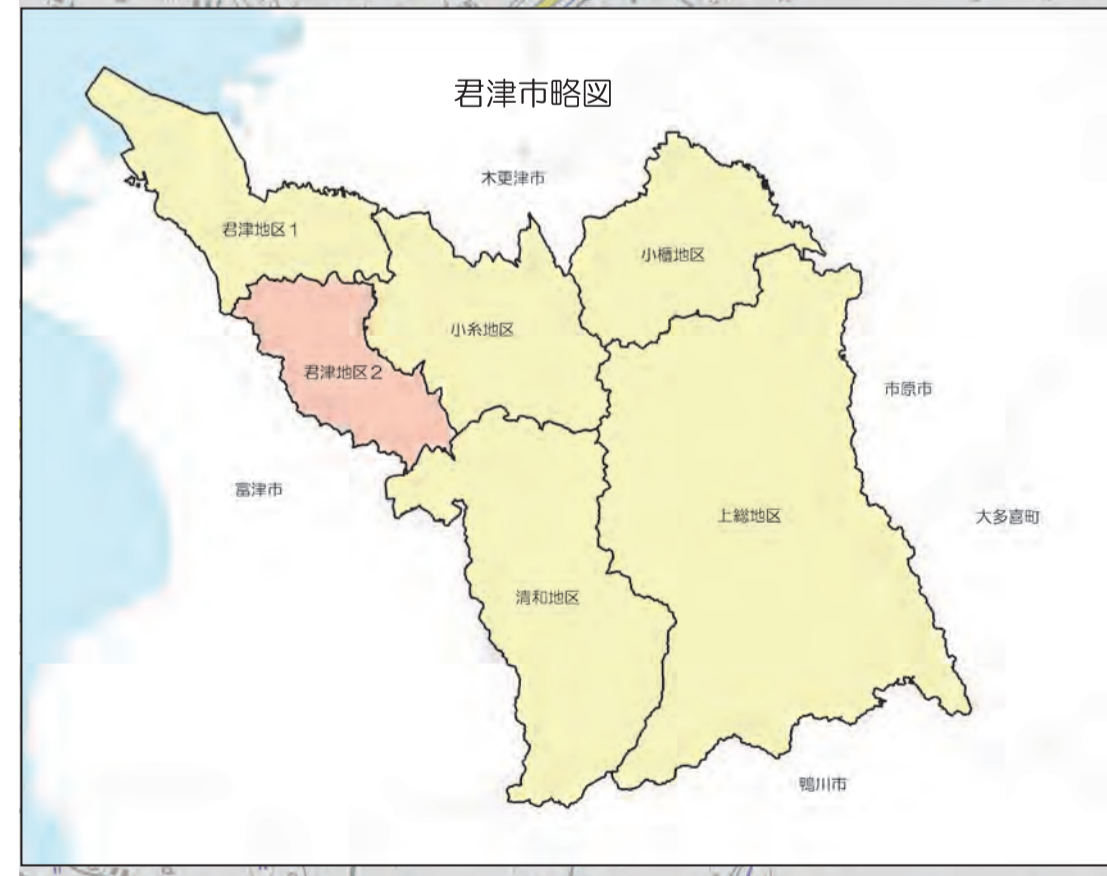 君津市略図
木更津市
君津地区1
小櫃地区
小糸地区
君津地区2
市原市
富津市
上総地区
大多喜町
清和地区
鴨川市